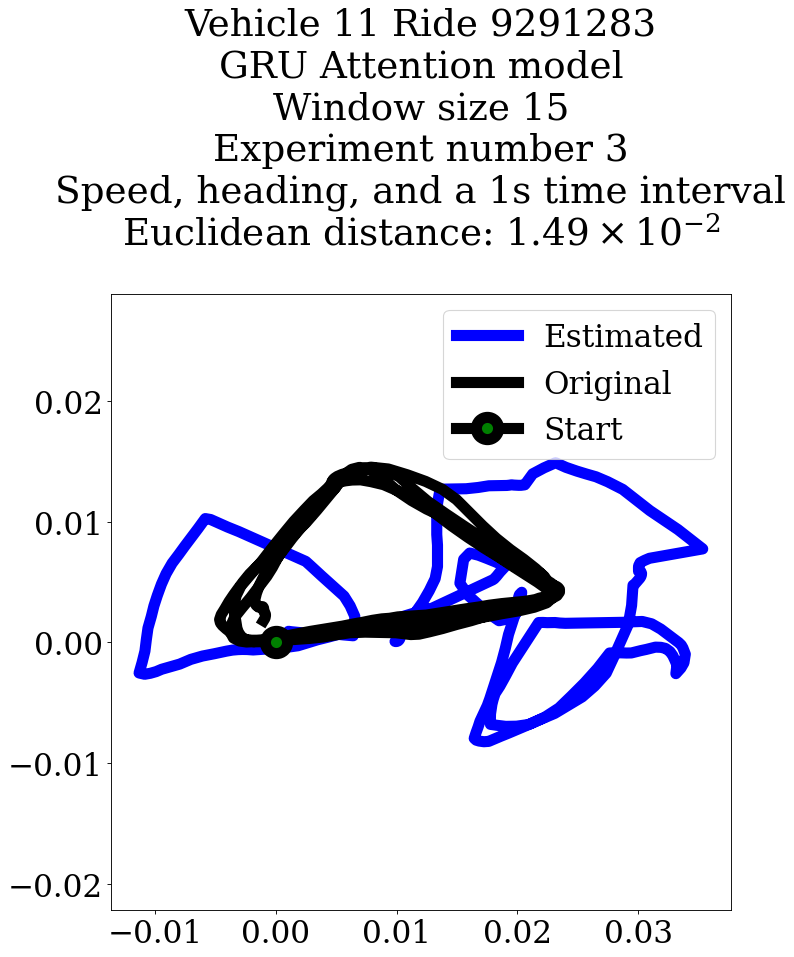 Vehicle 11 Ride 9291283
GRU Attention model
Window size 15
Experiment number 3
Speed, heading, and a 1s time interval
Euclidean distance: 1.49 × 10⁻²
Estimated
Original
Start
0.02
0.01
0.00
−0.01
−0.02
−0.01 0.00 0.01 0.02 0.03